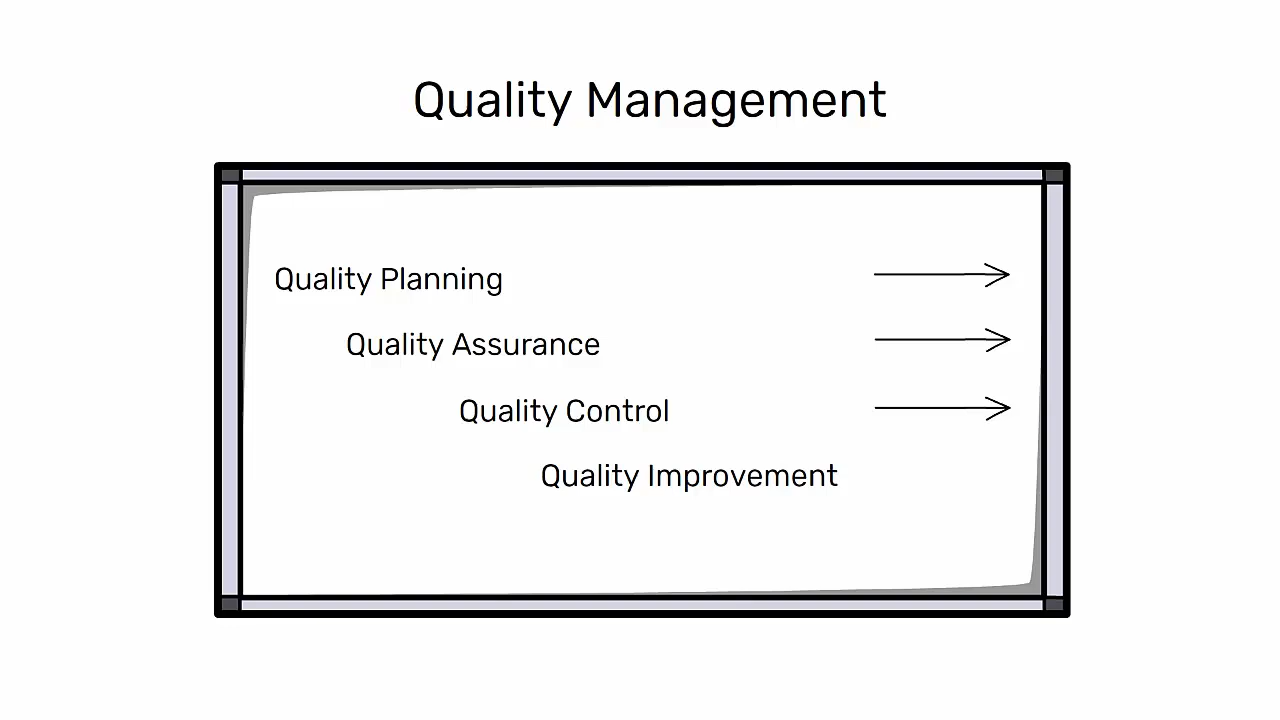 Quality Management
Quality Planning
Quality Assurance
Quality Control
Quality Improvement